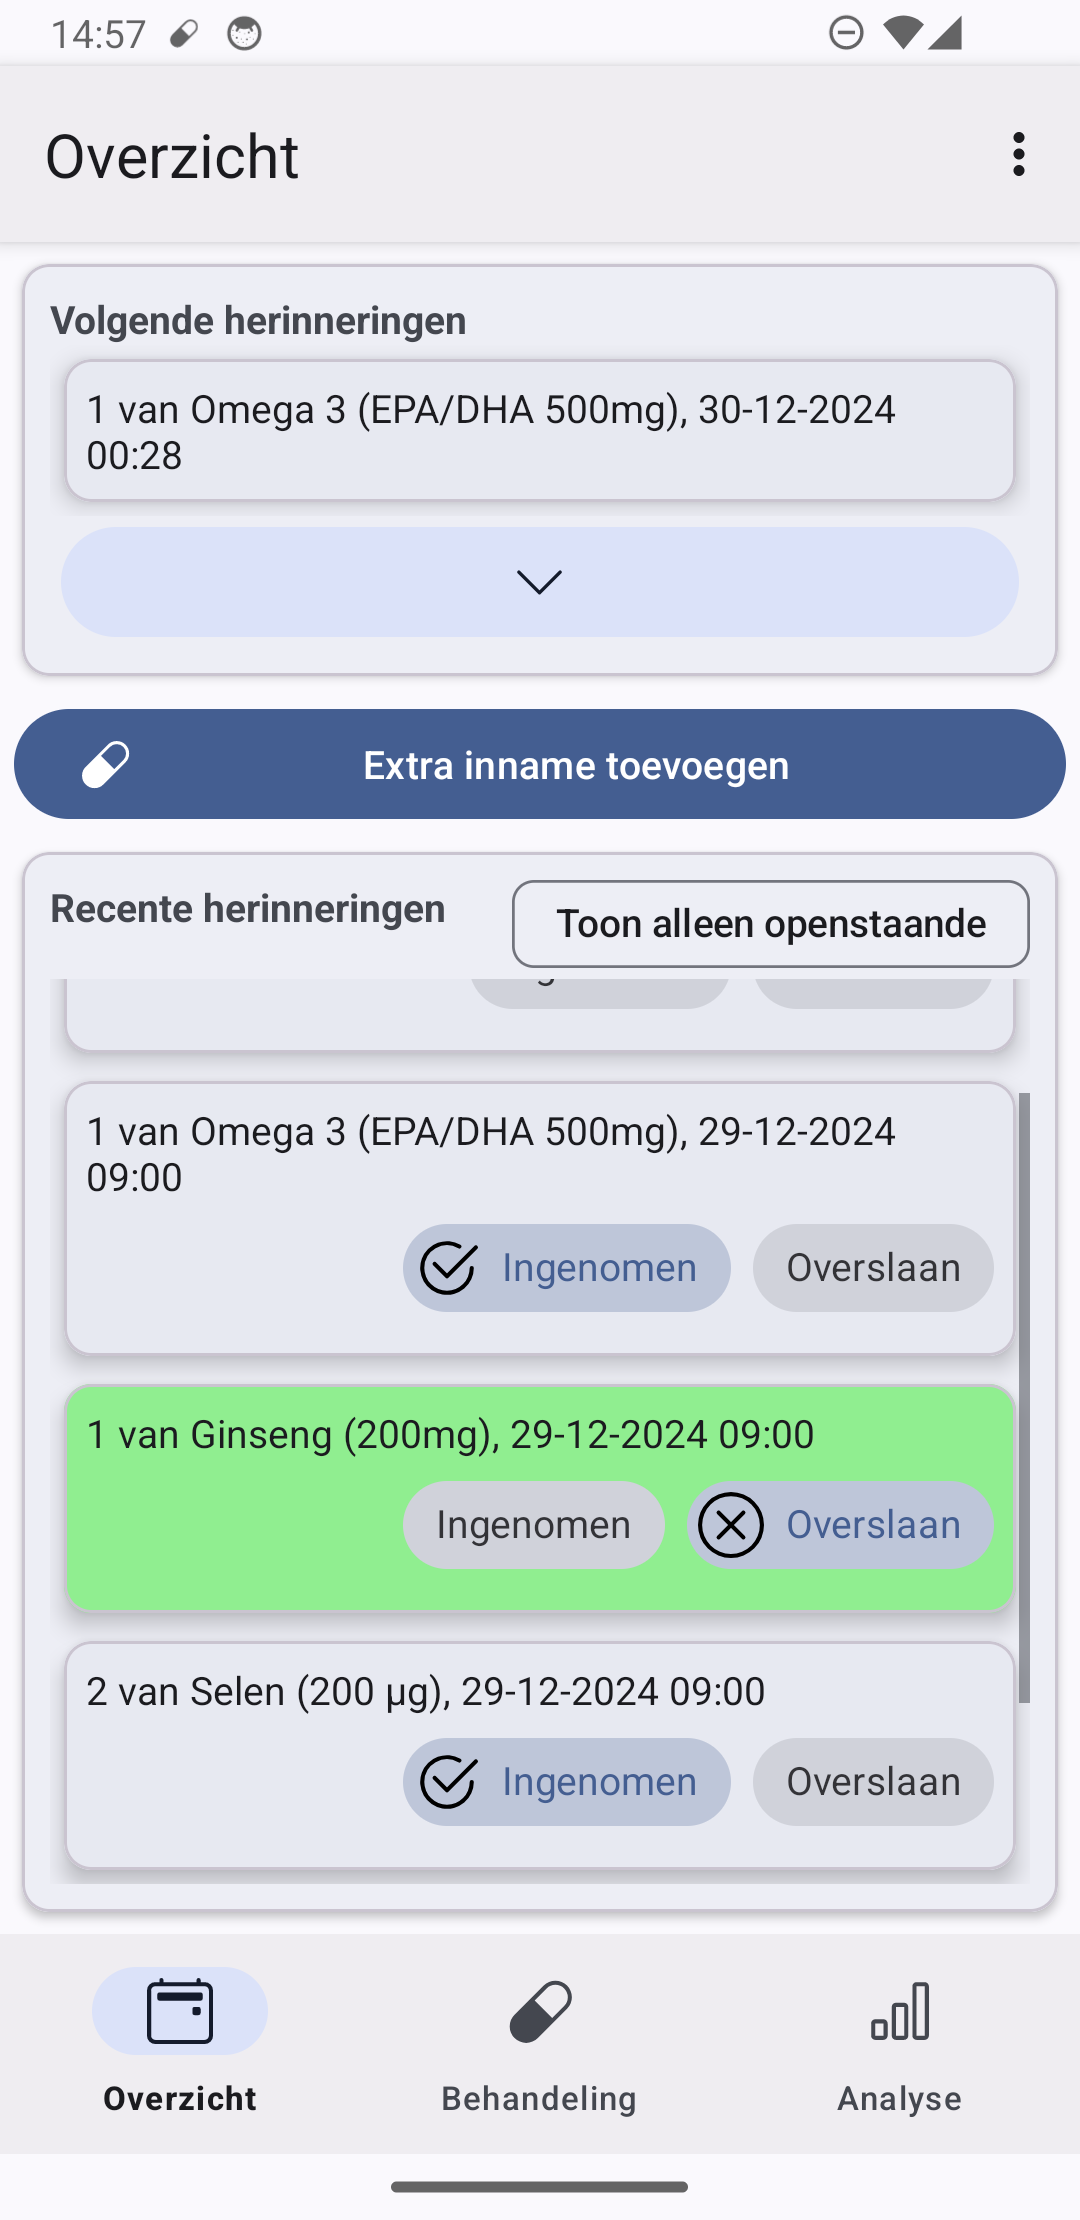 14:57
Overzicht
Volgende herinneringen
1 van Omega 3 (EPA/DHA 500mg), 30-12-2024
00:28
Extra inname toevoegen
Recente herinneringen
Toon alleen openstaande
1 van Omega 3 (EPA/DHA 500mg), 29-12-2024
09:00
Ingenomen Overslaan
1 van Ginseng (200mg), 29-12-2024 09:00
Ingenomen Overslaan
2 van Selen (200 µg), 29-12-2024 09:00
Ingenomen Overslaan
Overzicht Behandeling Analyse